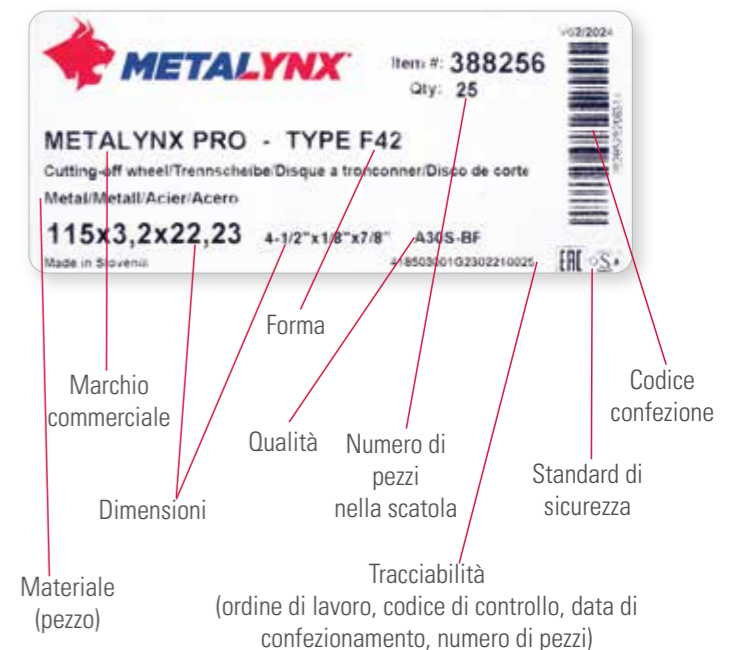 METALYNX
Item #: 388256
Qty: 25
V02/2024
METALYNX PRO - TYPE F42
Cutting-off wheel/Trennscheibe/Disque a tronconner/Disco de corte
Metal/Metall/Acier/Acero
115x3,2x22,23 4-1/2"x1/8"x7/8" A30S-BF
Made in Slovenia
EAC
Forma
Marchio
commerciale
Codice
confezione
Qualità
Numero di
pezzi
nella scatola
Dimensioni
Standard di
sicurezza
Materiale
(pezzo)
Tracciabilità
(ordine di lavoro, codice di controllo, data di
confezionamento, numero di pezzi)